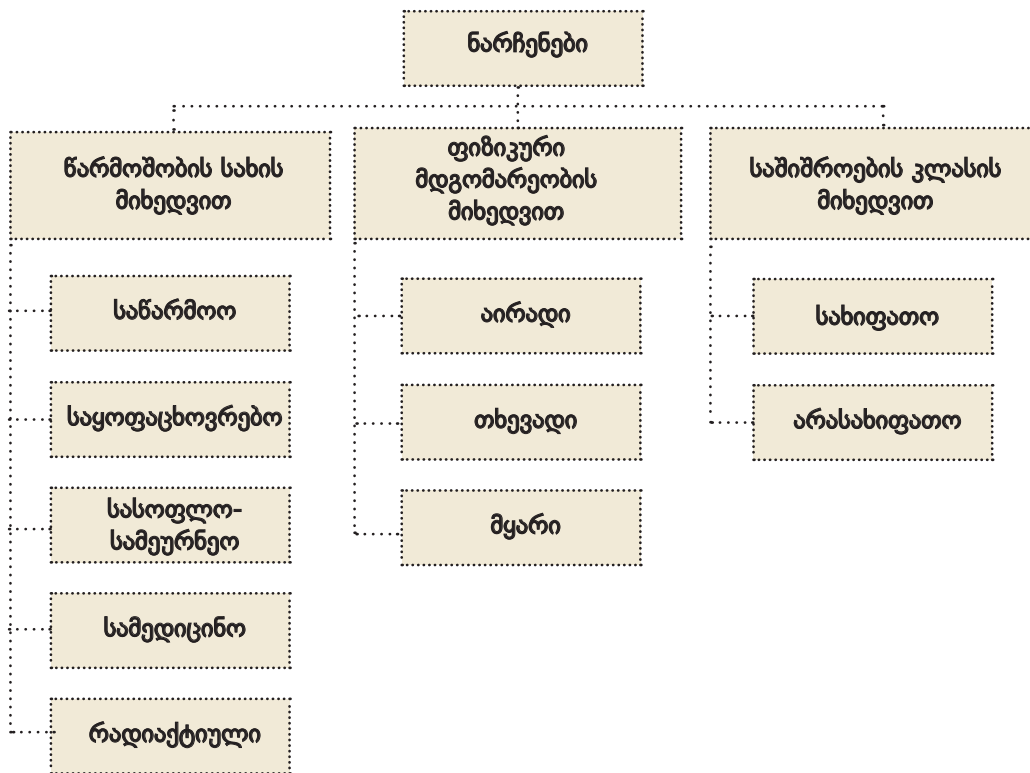 ნარჩენები
წარმოშობის სახის
მიხედვით
ფიზიკური
მდგომარეობის
მიხედვით
საშიშროების კლასის
მიხედვით
საწარმოო
საყოფაცხოვრებო
სასოფლო-
სამეურნეო
სამედიცინო
რადიაქტიული
აირადი
თხევადი
მყარი
სახიფათო
არასახიფათო